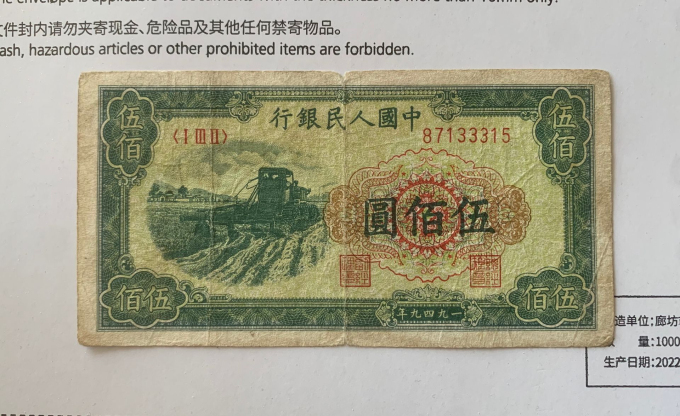 文件封内请勿夹寄现金、危险品及其他任何禁寄物品。
ash, hazardous articles or other prohibited items are forbidden.
中國人民銀行
伍佰
伍佰
〈I III II〉
87133315
伍佰圓
伍佰
伍佰
一九四九年
造单位:廊坊
量:1000
生产日期:2022